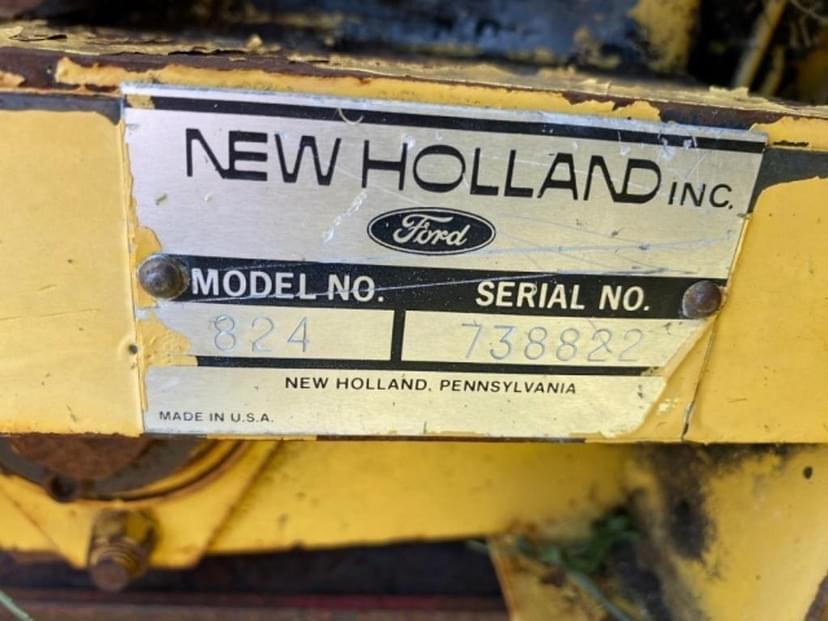 NEW HOLLAND INC.
Ford
MODEL NO. SERIAL NO.
824 738822
NEW HOLLAND, PENNSYLVANIA
MADE IN U.S.A.